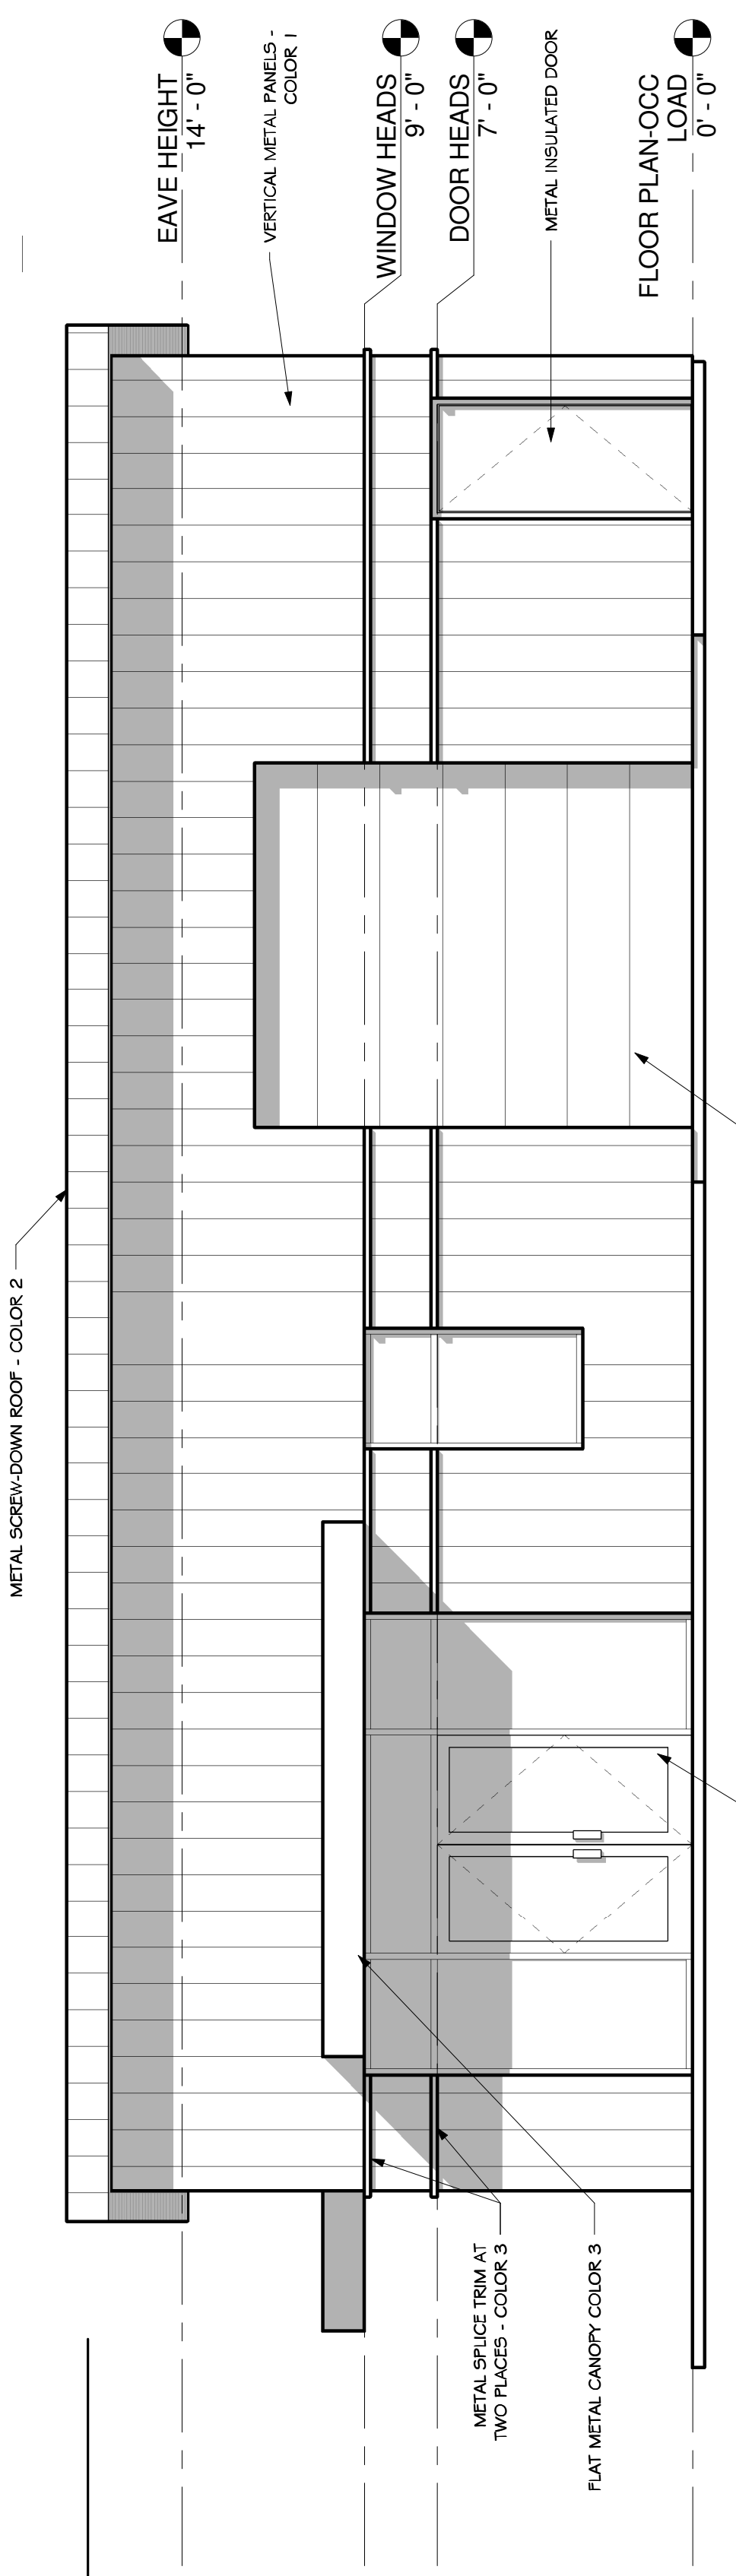 METAL SCREW-DOWN ROOF - COLOR 2
EAVE HEIGHT
14' - 0"
VERTICAL METAL PANELS -
COLOR 1
WINDOW HEADS
9' - 0"
DOOR HEADS
7' - 0"
METAL INSULATED DOOR
FLOOR PLAN-OCC
LOAD
0' - 0"
METAL SPLICE TRIM AT
TWO PLACES - COLOR 3
FLAT METAL CANOPY COLOR 3